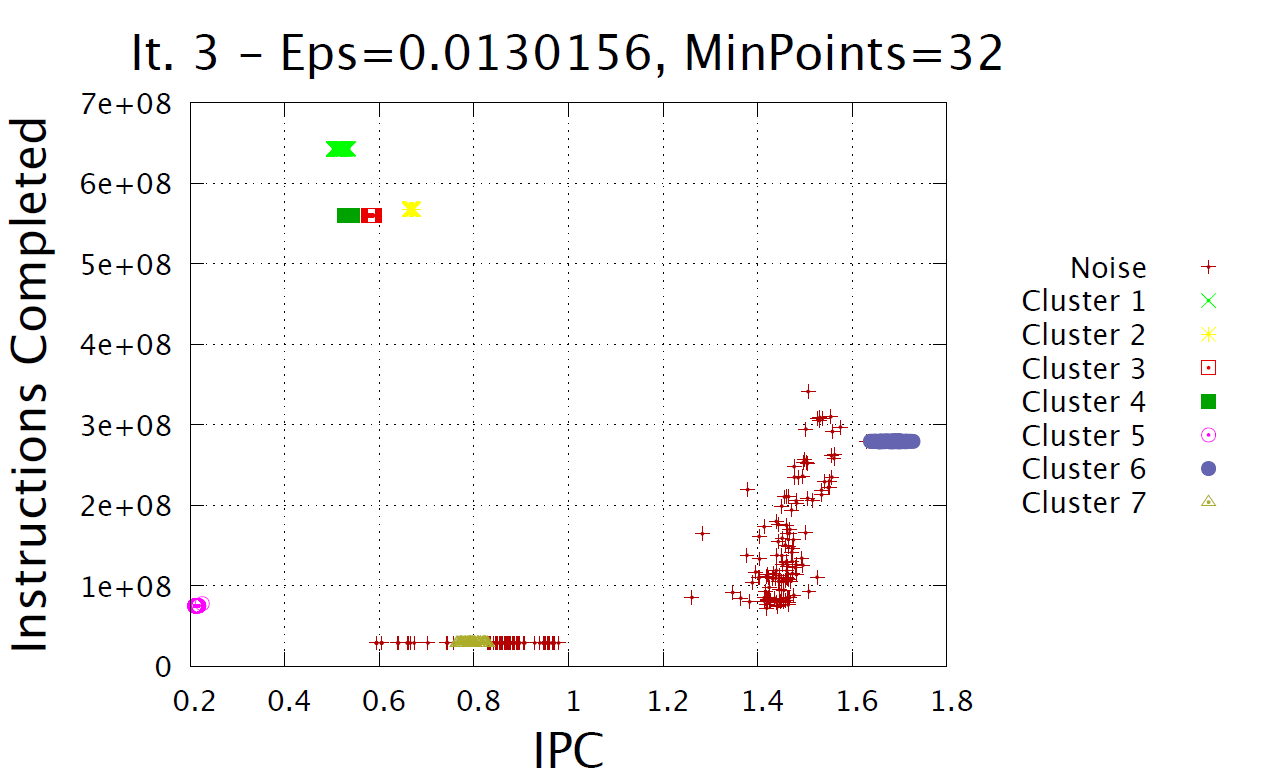 It. 3 – Eps=0.0130156, MinPoints=32
Instructions Completed
7e+08
6e+08
5e+08
4e+08
3e+08
2e+08
1e+08
0
0.2
0.4
0.6
0.8
1
1.2
1.4
1.6
1.8
IPC
Noise
Cluster 1
Cluster 2
Cluster 3
Cluster 4
Cluster 5
Cluster 6
Cluster 7